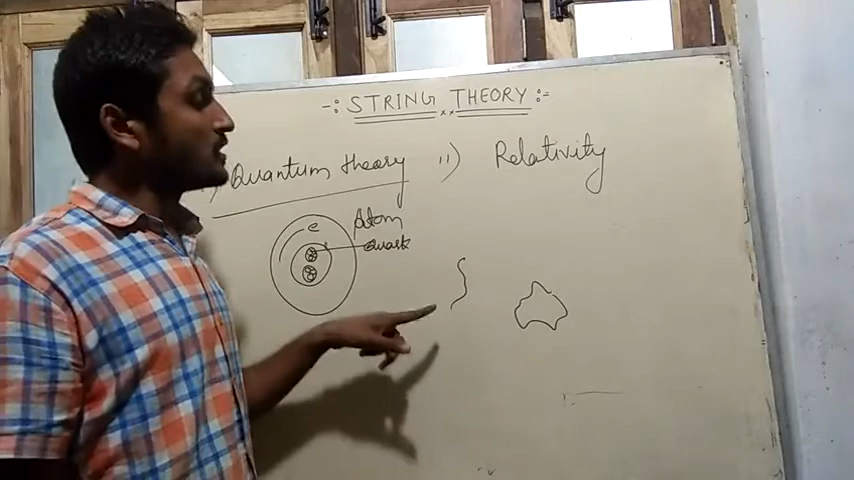 -: STRING THEORY :-
) Quantum theory II) Relativity
e Atom
Quark